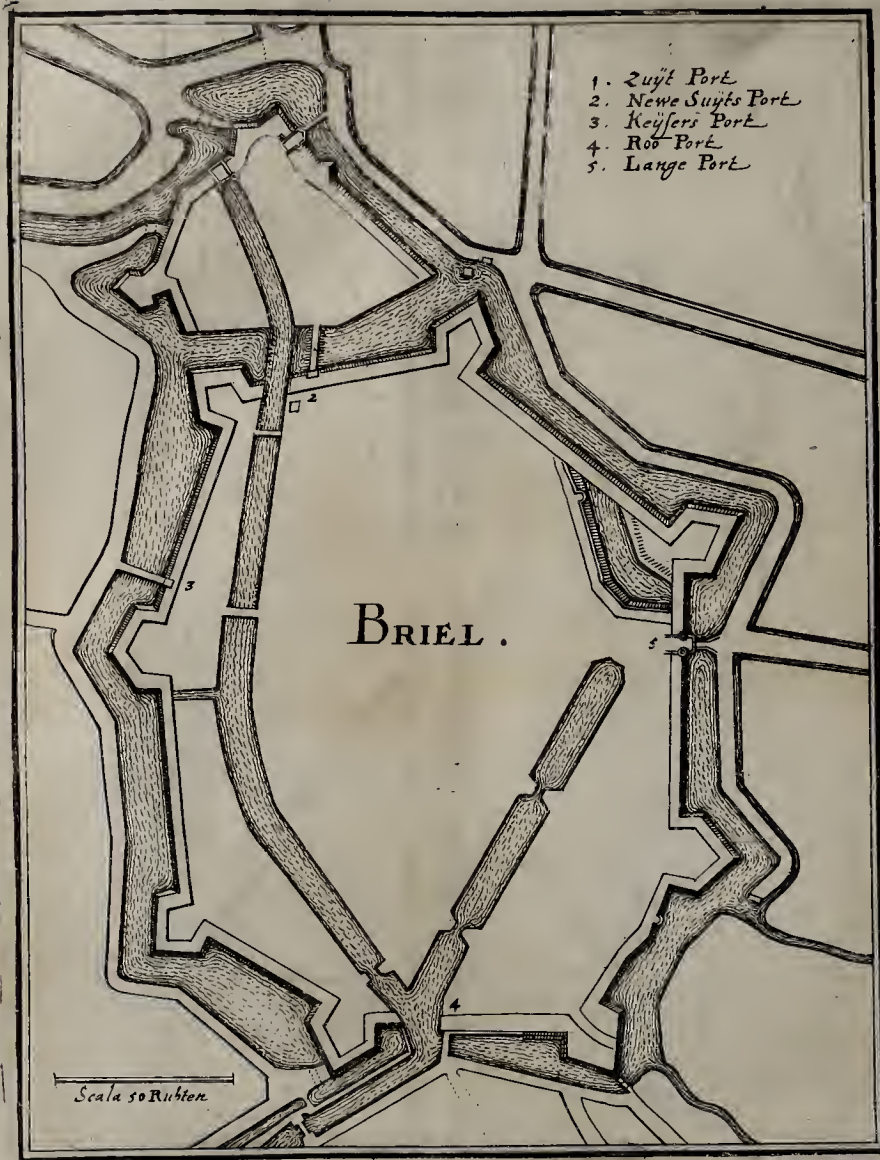 1. Zuÿt Port
2. Newe Suÿts Port
3. Keÿsers Port
4. Roo Port
5. Lange Port
2
3
BRIEL.
5
4
Scala 50 Ruhten